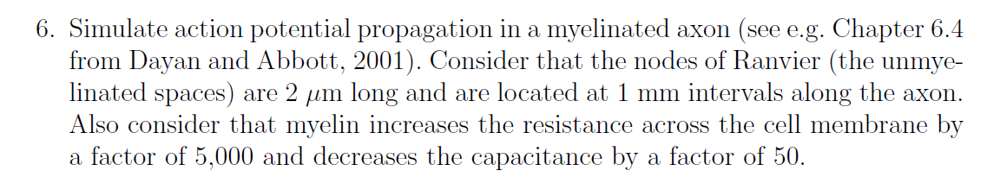 6. Simulate action potential propagation in a myelinated axon (see e.g. Chapter 6.4
from Dayan and Abbott, 2001). Consider that the nodes of Ranvier (the unmye-
linated spaces) are 2 μm long and are located at 1 mm intervals along the axon.
Also consider that myelin increases the resistance across the cell membrane by
a factor of 5,000 and decreases the capacitance by a factor of 50.